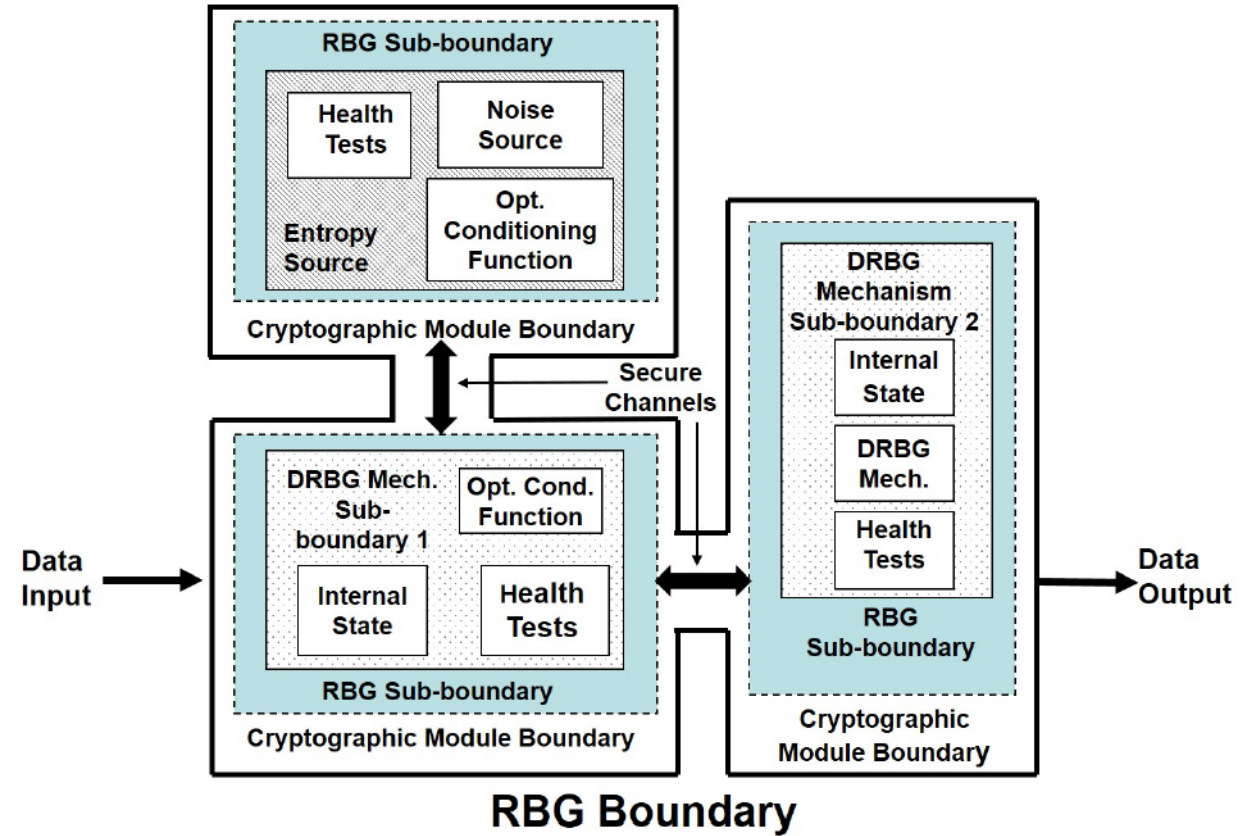 RBG Sub-boundary
Health
Tests
Noise
Source
Opt.
Conditioning
Function
Entropy
Source
Cryptographic Module Boundary
Secure
Channels
DRBG Mech.
Sub-
boundary 1
Opt. Cond.
Function
Internal
State
Health
Tests
RBG Sub-boundary
Cryptographic Module Boundary
Data
Input
DRBG
Mechanism
Sub-boundary 2
Internal
State
DRBG
Mech.
Health
Tests
RBG
Sub-boundary
Cryptographic
Module Boundary
Data
Output
RBG Boundary